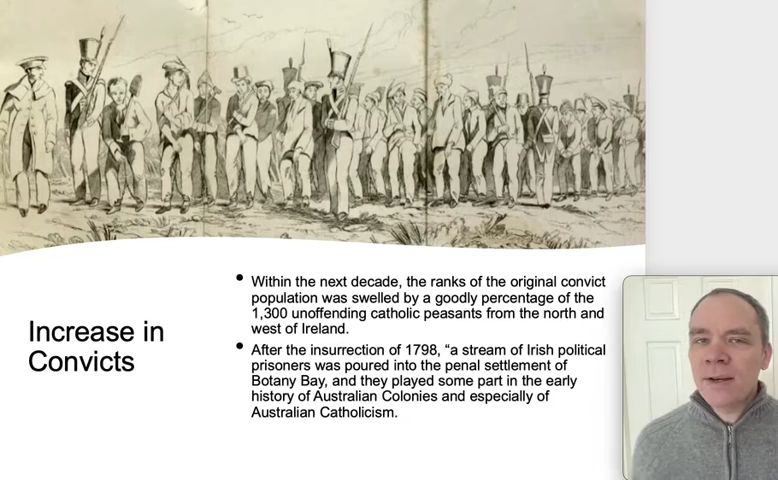 Increase in
Convicts
• Within the next decade, the ranks of the original convict
population was swelled by a goodly percentage of the
1,300 unoffending catholic peasants from the north and
west of Ireland.
• After the insurrection of 1798, “a stream of Irish political
prisoners was poured into the penal settlement of
Botany Bay, and they played some part in the early
history of Australian Colonies and especially of
Australian Catholicism.